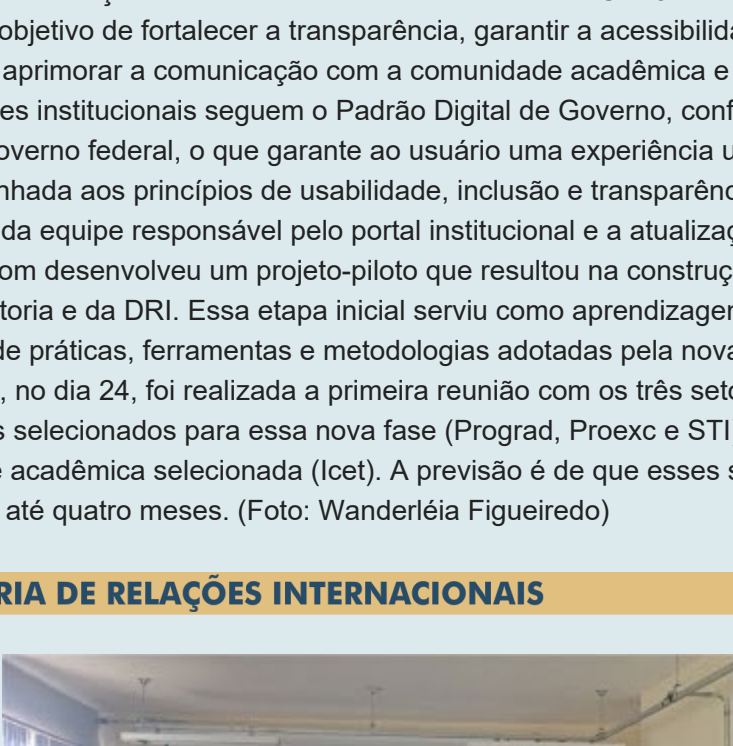 objetivo de fortalecer a transparência, garantir a acessibilida
aprimorar a comunicação com a comunidade acadêmica e
es institucionais seguem o Padrão Digital de Governo, conf
overno federal, o que garante ao usuário uma experiência u
nhada aos princípios de usabilidade, inclusão e transparênc
da equipe responsável pelo portal institucional e a atualizaç
om desenvolveu um projeto-piloto que resultou na construç
toria e da DRI. Essa etapa inicial serviu como aprendizager
de práticas, ferramentas e metodologias adotadas pela nova
, no dia 24, foi realizada a primeira reunião com os três seto
s selecionados para essa nova fase (Prograd, Proexc e STI
e acadêmica selecionada (Icet). A previsão é de que esses s
até quatro meses. (Foto: Wanderléia Figueiredo)
RIA DE RELAÇÕES INTERNACIONAIS